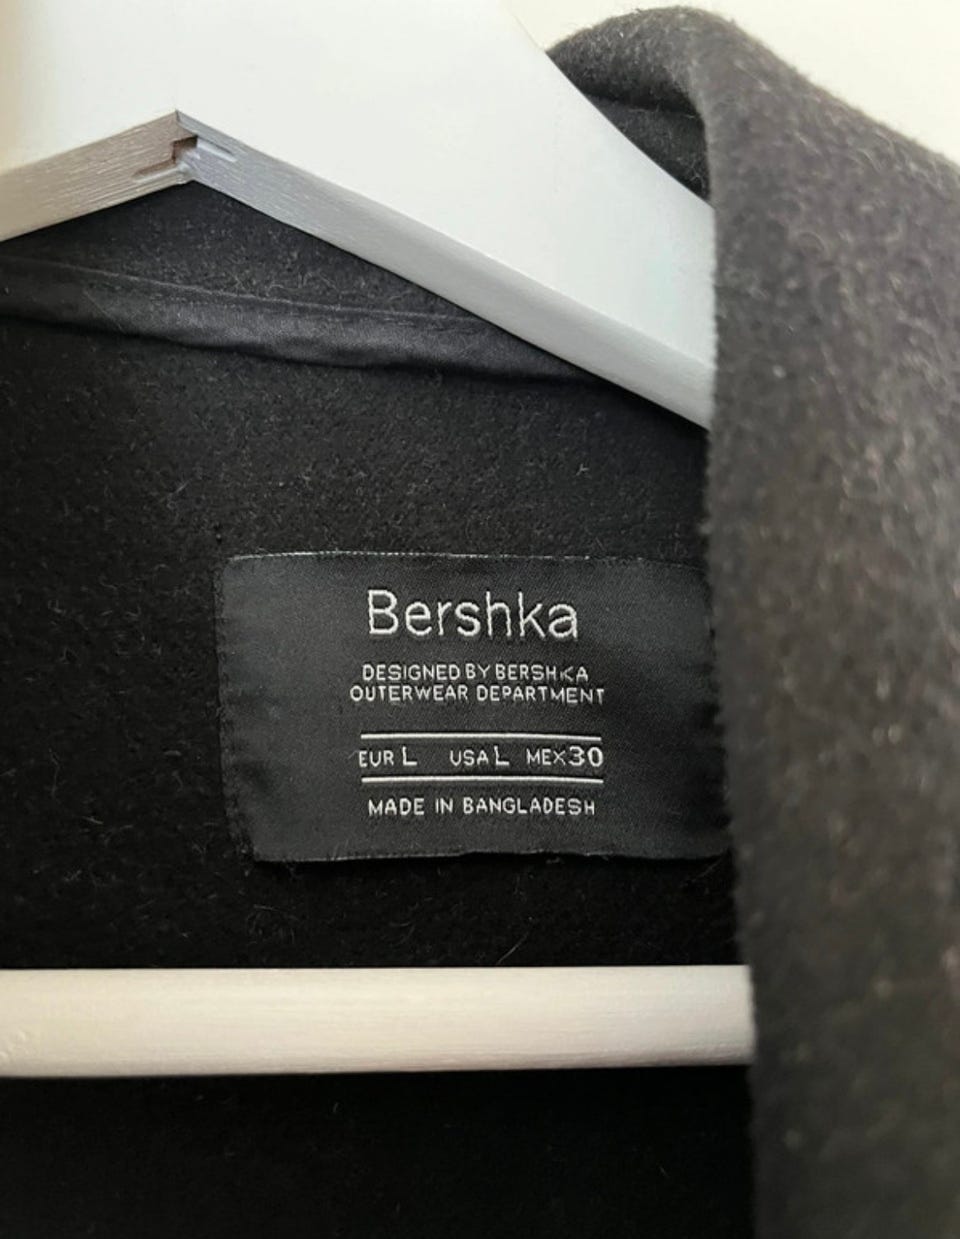 Bershka
DESIGNED BY BERSHKA
OUTERWEAR DEPARTMENT
EUR L USA L MEX 30
MADE IN BANGLADESH